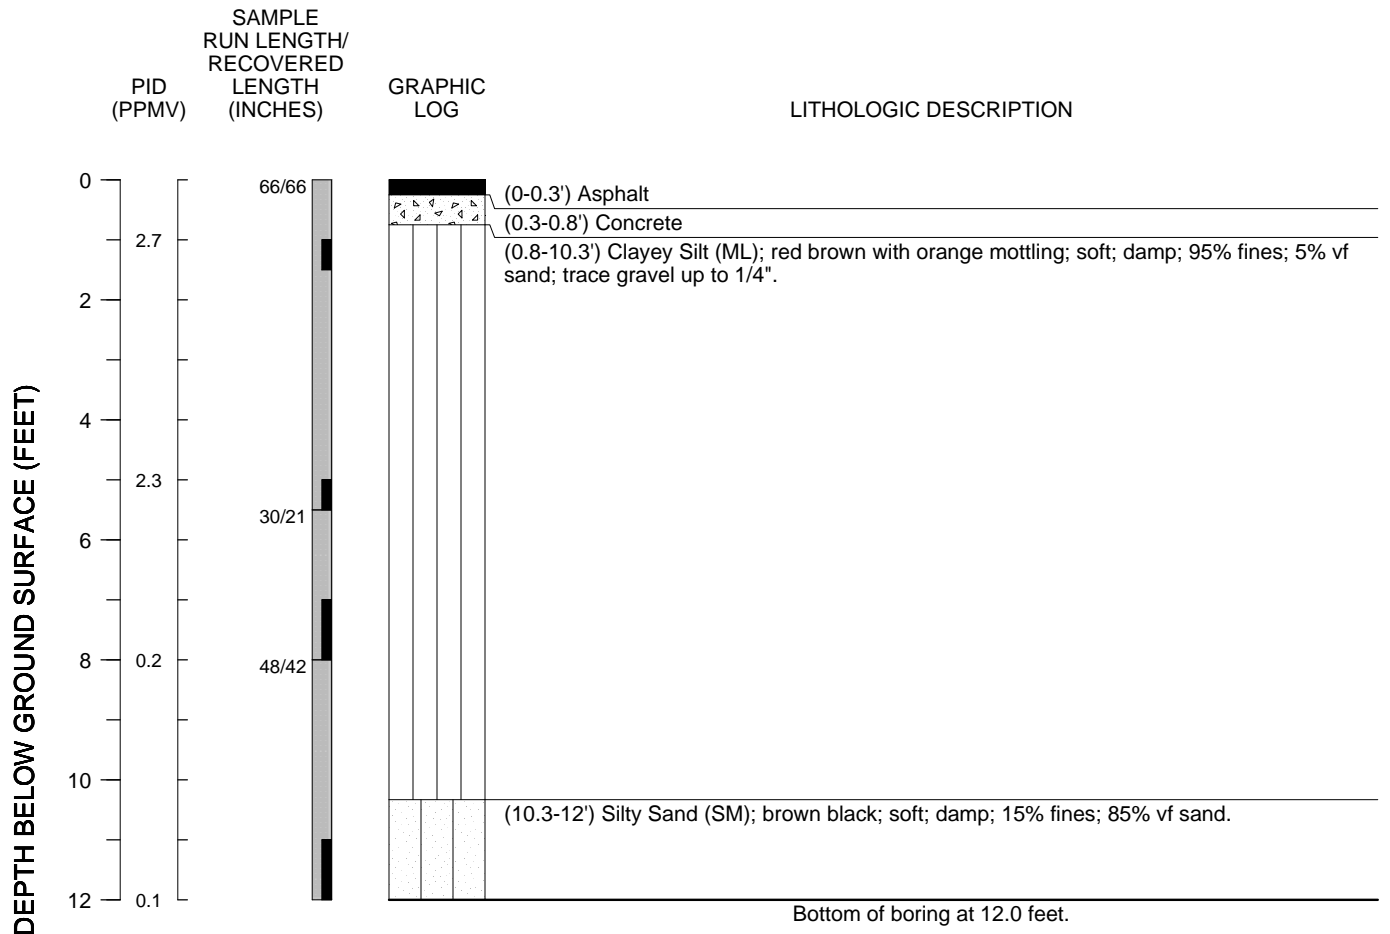 SAMPLE
RUN LENGTH/
RECOVERED
PID LENGTH GRAPHIC
(PPMV) (INCHES) LOG LITHOLOGIC DESCRIPTION
DEPTH BELOW GROUND SURFACE (FEET)
0 66/66 (0-0.3') Asphalt
(0.3-0.8') Concrete
2.7 (0.8-10.3') Clayey Silt (ML); red brown with orange mottling; soft; damp; 95% fines; 5% vf
sand; trace gravel up to 1/4".
2
4
2.3
30/21
6
8 0.2 48/42
10
(10.3-12') Silty Sand (SM); brown black; soft; damp; 15% fines; 85% vf sand.
12 0.1
Bottom of boring at 12.0 feet.